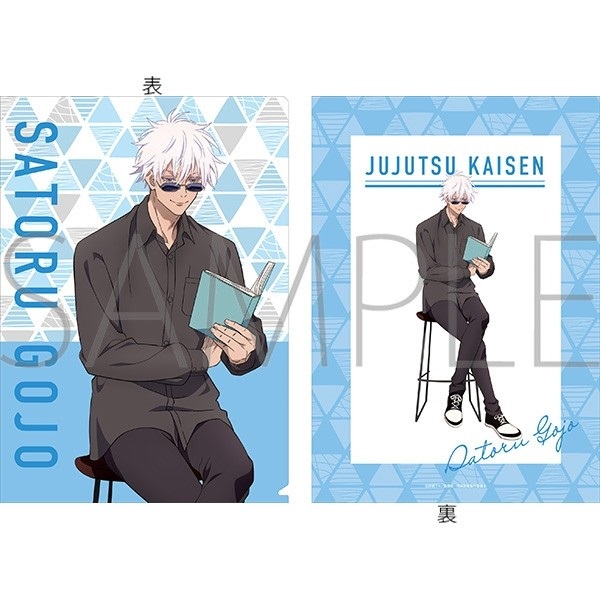 表
SATORU GOJO
JUJUTSU KAISEN
Satoru Gojo
裏
SAMPLE